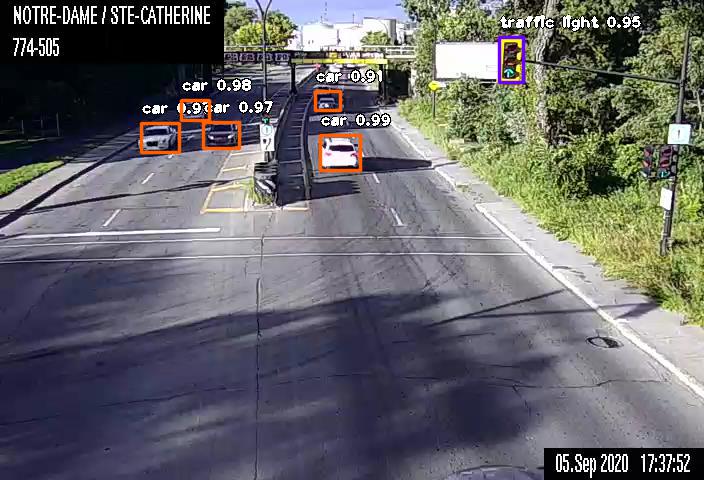 NOTRE-DAME / STE-CATHERINE
774-505
traffic light 0.95
car 0.98
car 0.91
car 0.97
car 0.99
05.Sep 2020 17:37:52